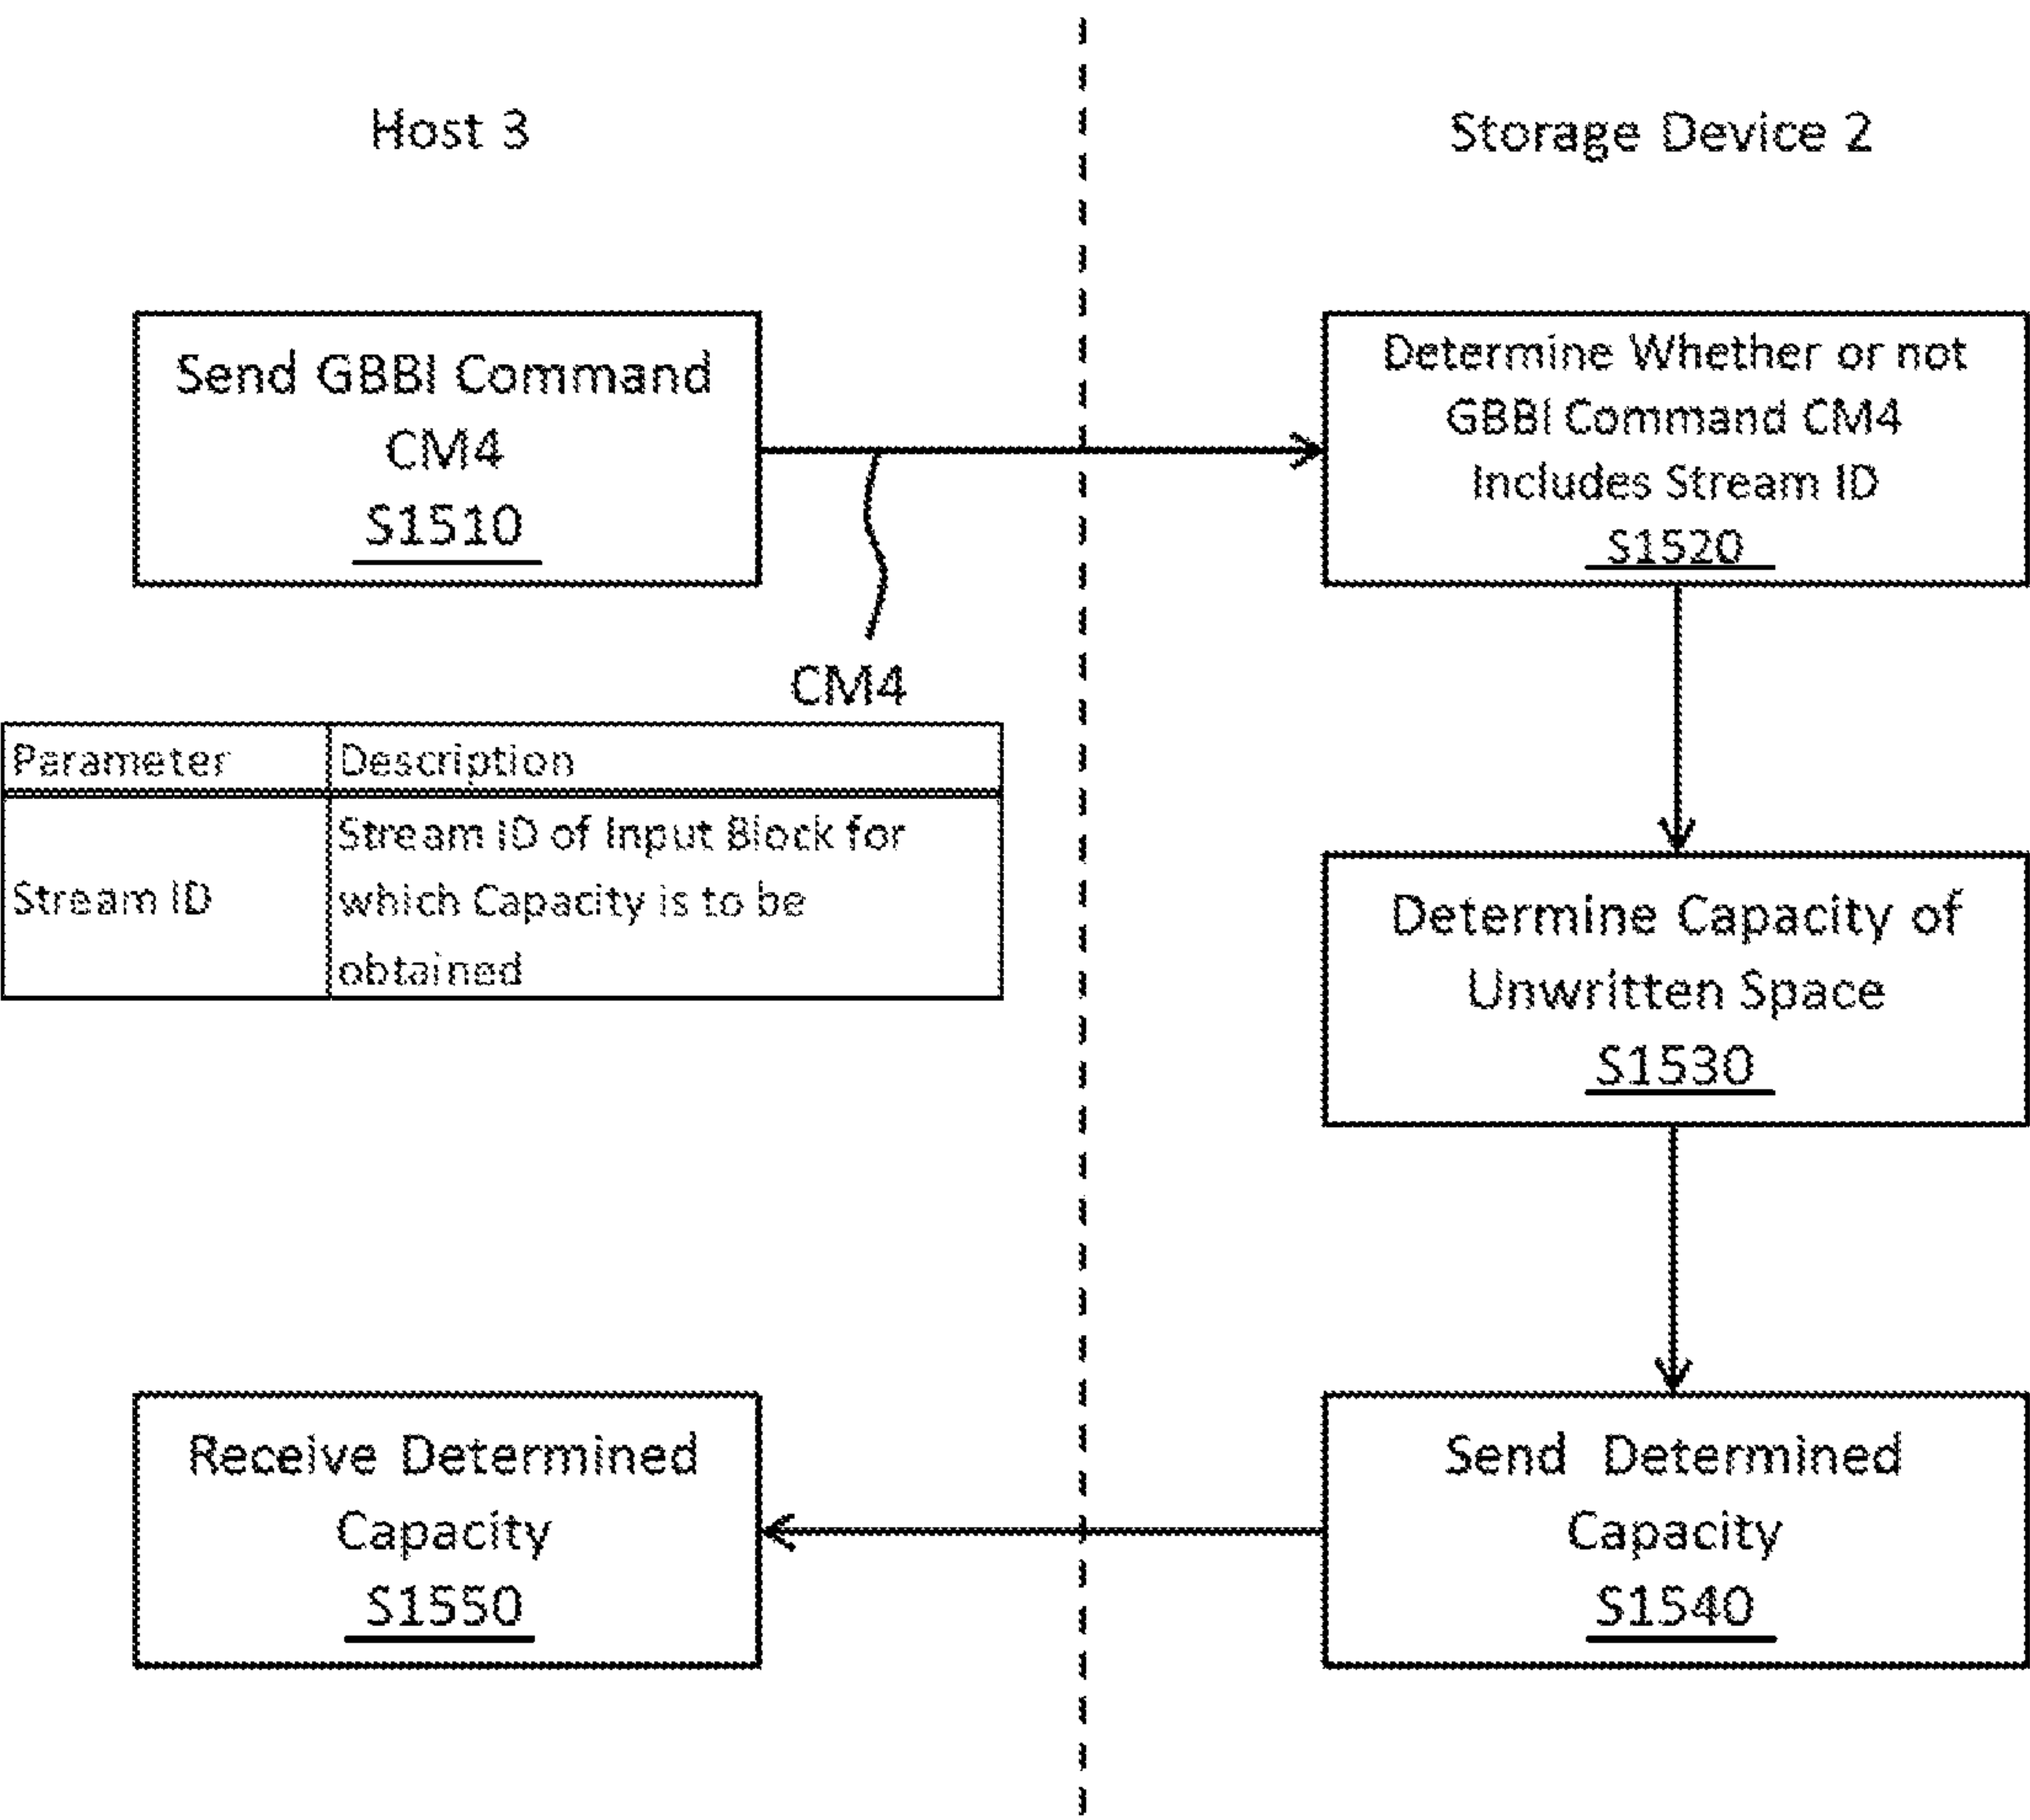 Host 3
Storage Device 2
Send GBBI Command
CM4
S1510
Determine Whether or not
GBBI Command CM4
Includes Stream ID
S1520
CM4
Parameter
Description
Stream ID
Stream ID of Input Block for
which Capacity is to be
obtained
Determine Capacity of
Unwritten Space
S1530
Receive Determined
Capacity
S1550
Send Determined
Capacity
S1540